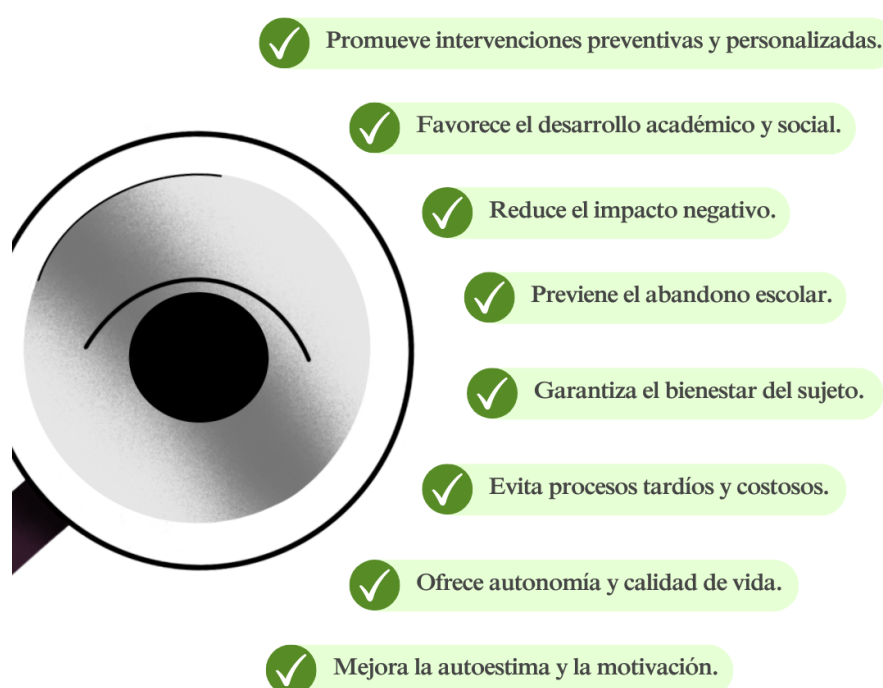 Promueve intervenciones preventivas y personalizadas.
Favorece el desarrollo académico y social.
Reduce el impacto negativo.
Previene el abandono escolar.
Garantiza el bienestar del sujeto.
Evita procesos tardíos y costosos.
Ofrece autonomía y calidad de vida.
Mejora la autoestima y la motivación.